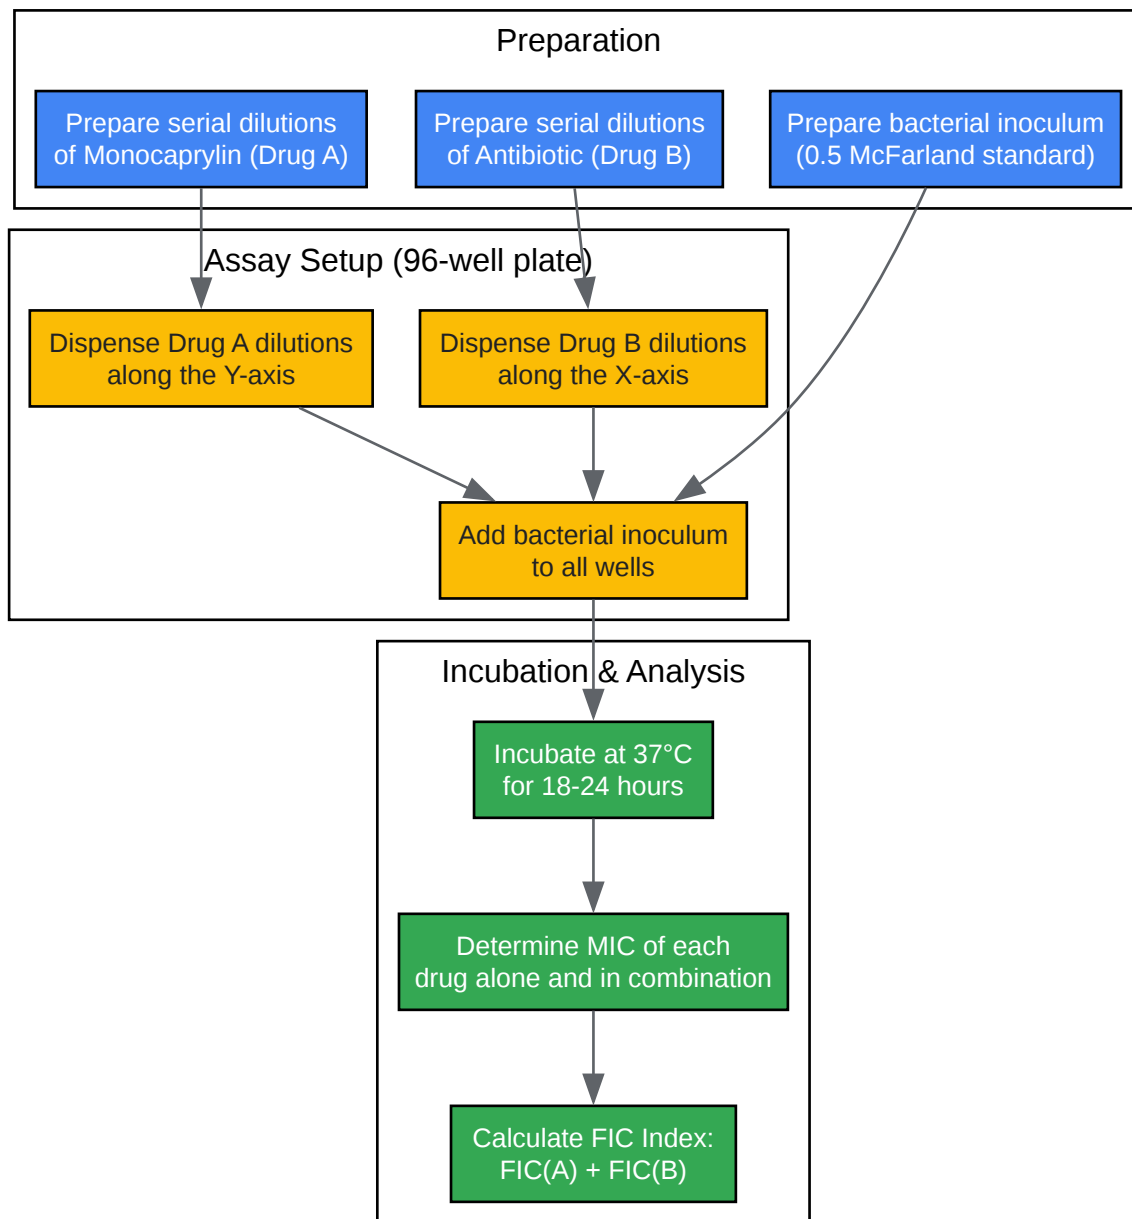 Preparation
Prepare serial dilutions
of Monocaprylin (Drug A)
Prepare serial dilutions
of Antibiotic (Drug B)
Prepare bacterial inoculum
(0.5 McFarland standard)
Assay Setup (96-well plate)
Dispense Drug A dilutions
along the Y-axis
Dispense Drug B dilutions
along the X-axis
Add bacterial inoculum
to all wells
Incubation & Analysis
Incubate at 37°C
for 18-24 hours
Determine MIC of each
drug alone and in combination
Calculate FIC Index:
FIC(A) + FIC(B)